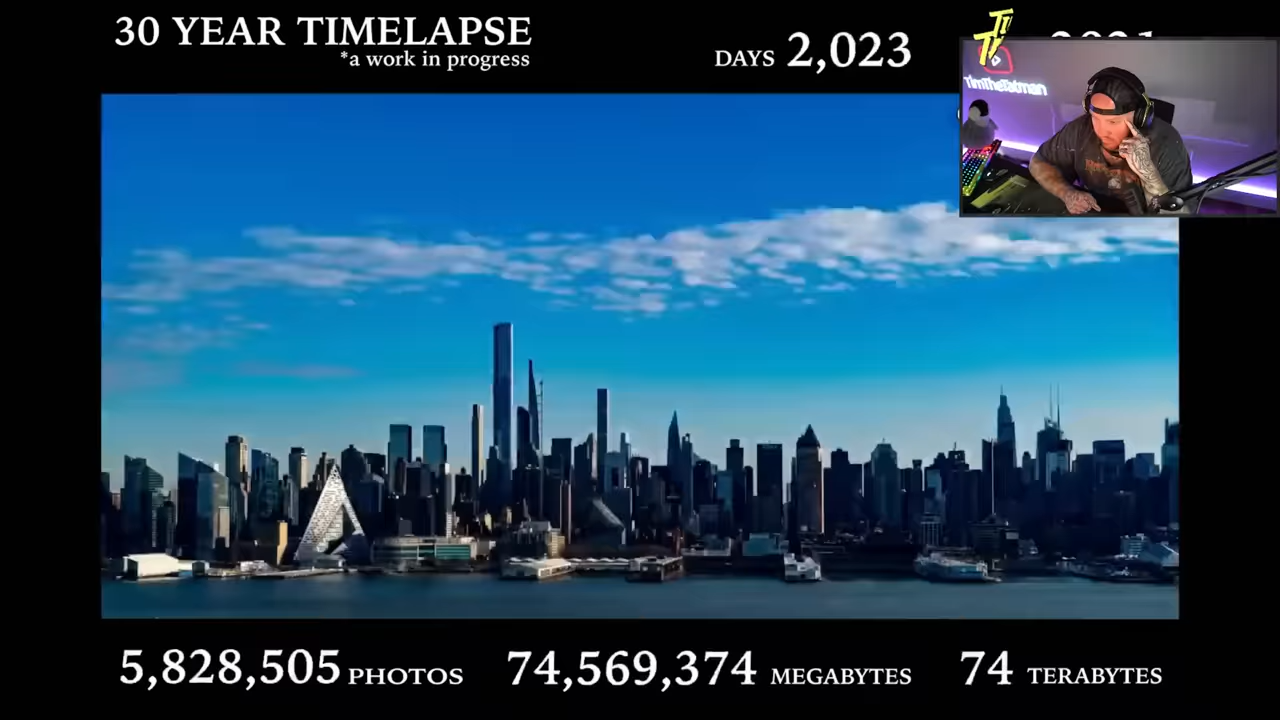 30 YEAR TIMELAPSE
*a work in progress
DAYS 2,023
TimTheTatman
5,828,505 PHOTOS
74,569,374 MEGABYTES
74 TERABYTES